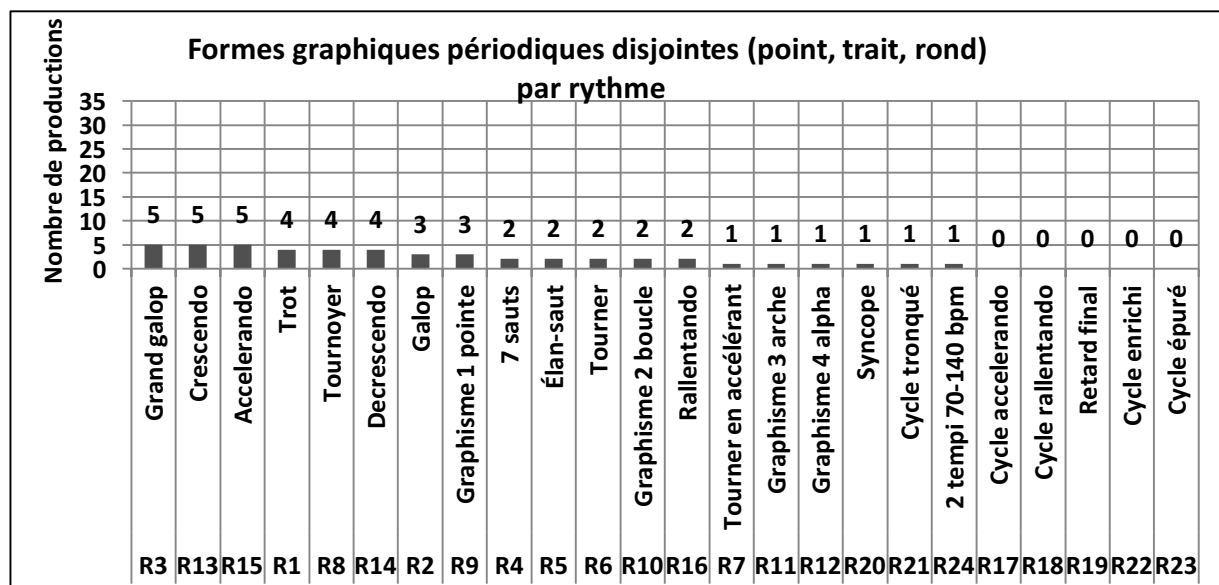 Formes graphiques périodiques disjointes (point, trait, rond)
par rythme
Nombre de productions
35
30
25
20
15
10
5
0
5 5 5 4 4 4 3 3 2 2 2 2 2 1 1 1 1 1 1 0 0 0 0 0
Grand galop
Crescendo
Accelerando
Trot
Tournoyer
Decrescendo
Galop
Graphisme 1 pointe
7 sauts
Élan-saut
Tourner
Graphisme 2 boucle
Rallentando
Tourner en accélérant
Graphisme 3 arche
Graphisme 4 alpha
Syncope
Cycle tronqué
2 tempi 70-140 bpm
Cycle accelerando
Cycle rallentando
Retard final
Cycle enrichi
Cycle épuré
R3 R13 R15 R1 R8 R14 R2 R9 R4 R5 R6 R10 R16 R7 R11 R12 R20 R21 R24 R17 R18 R19 R22 R23